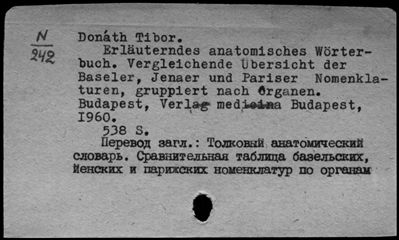 N
242
Donáth Tibor.
Erläuterndes anatomisches Wörter-
buch. Vergleichende Übersicht der
Baseler, Jenaer und Pariser Nomenkla-
turen, gruppiert nach Organen.
Budapest, Verlag medicina Budapest,
I960.
538 S.
Перевод загл.: Толковый анатомический
словарь. Сравнительная таблица базельских,
Йенских и парижских номенклатур по органам